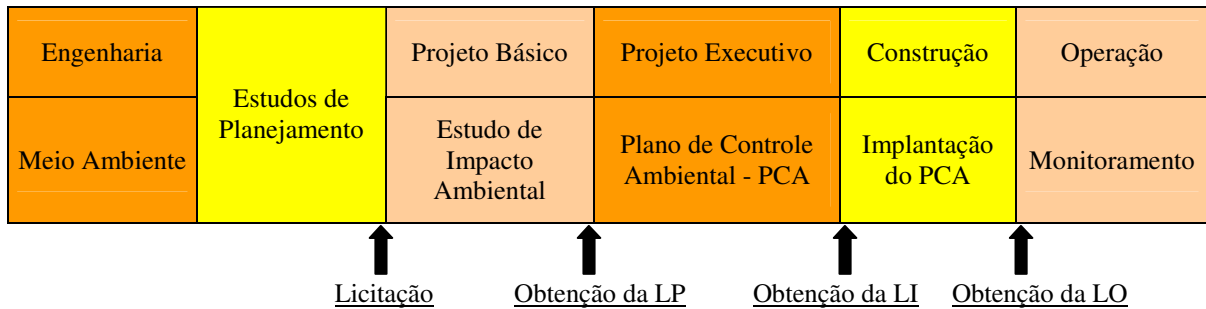 Engenharia
Meio Ambiente
Estudos de
Planejamento
Projeto Básico
Estudo de
Impacto
Ambiental
Projeto Executivo
Plano de Controle
Ambiental - PCA
Construção
Implantação
do PCA
Operação
Monitoramento
Licitação
Obtenção da LP
Obtenção da LI
Obtenção da LO